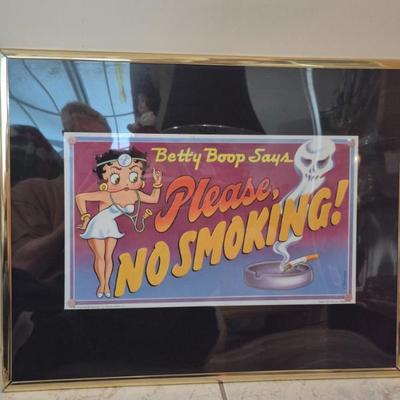 Betty Boop Says
Please,
NO SMOKING!